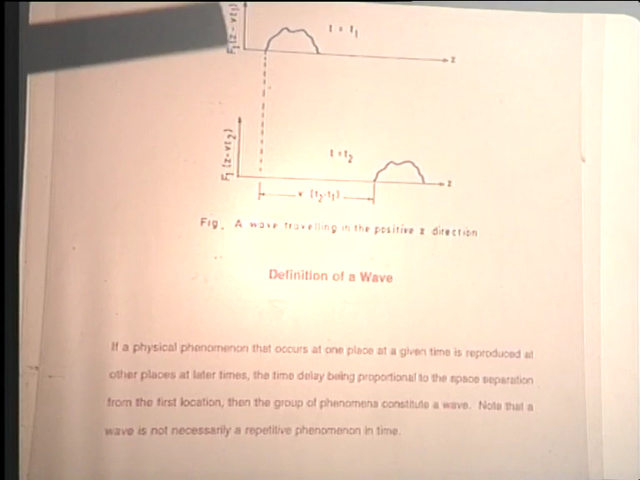 F₁(z - vt₁)
t = t₁
z
F₁(z-vt₂)
t = t₂
z
v (t₂-t₁)
Fig. A wave travelling in the positive z direction
Definition of a Wave
If a physical phenomenon that occurs at one place at a given time is reproduced at
other places at later times, the time delay being proportional to the space separation
from the first location, then the group of phenomena constitute a wave. Note that a
wave is not necessarily a repetitive phenomenon in time.